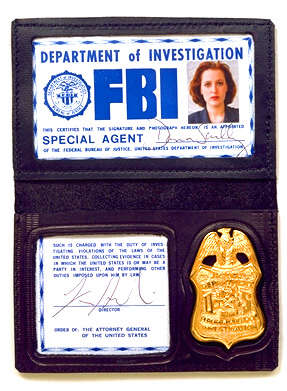 DEPARTMENT of INVESTIGATION
FBI
THIS CERTIFIES THAT THE SIGNATURE AND PHOTOGRAPH HEREON IS AN APPOINTED
SPECIAL AGENT
OF THE FEDERAL BUREAU OF JUSTICE, UNITED STATES DEPARTMENT OF INVESTIGATION.
SUCH IS CHARGED WITH THE DUTY OF INVES-
TIGATING VIOLATIONS OF THE LAWS OF THE
UNITED STATES, COLLECTING EVIDENCE IN CASES
IN WHICH THE UNITED STATES IS OR MAY BE A
PARTY IN INTEREST, AND PERFORMING OTHER
DUTIES IMPOSED UPON HIM BY LAW.
DIRECTOR
ORDER OF: THE ATTORNEY GENERAL
OF THE UNITED STATES